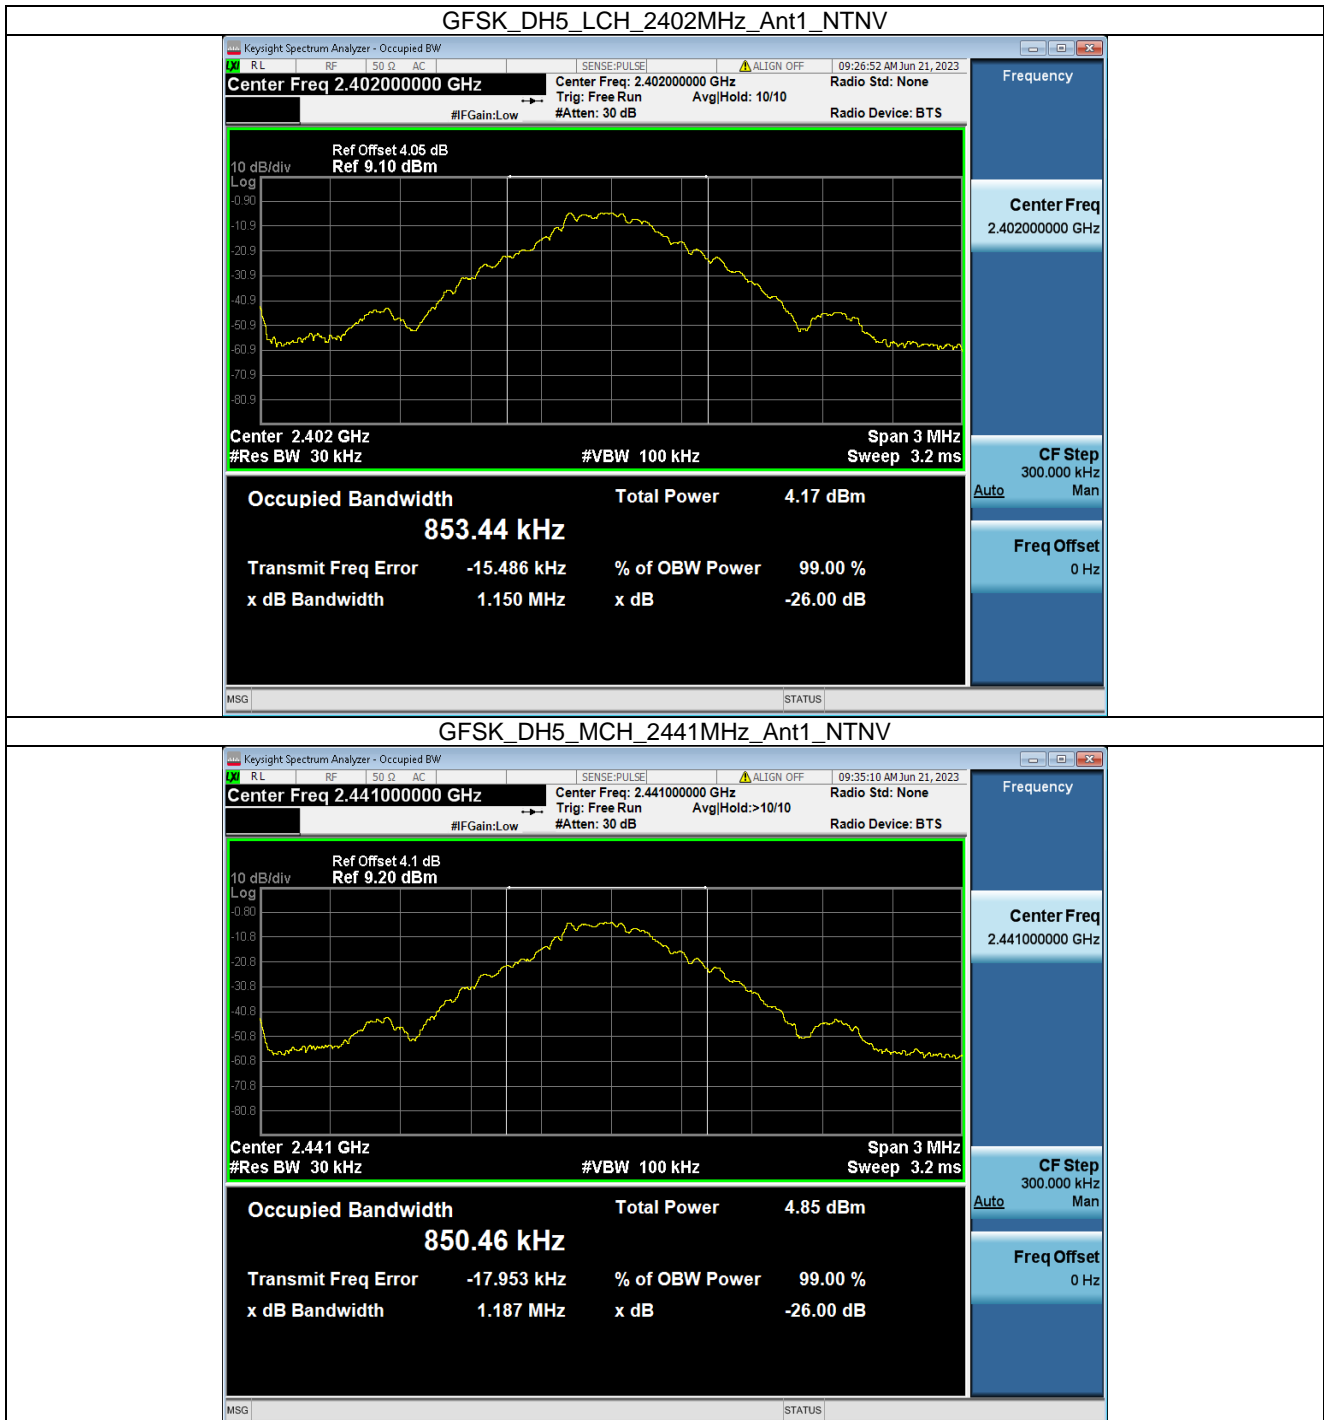 GFSK_DH5_LCH_2402MHz_Ant1_NTNV
Keysight Spectrum Analyzer - Occupied BW
LXI RL RF 50 Ω AC SENSE:PULSE ALIGN OFF 09:26:52 AM Jun 21, 2023
Center Freq 2.402000000 GHz
Center Freq: 2.402000000 GHz
Radio Std: None
Trig: Free Run Avg|Hold: 10/10
#IFGain:Low #Atten: 30 dB Radio Device: BTS
Frequency
Ref Offset 4.05 dB
10 dB/div Ref 9.10 dBm
Log
-0.90
-10.9
-20.9
-30.9
-40.9
-50.9
-60.9
-70.9
-80.9
Center Freq
2.402000000 GHz
Center 2.402 GHz Span 3 MHz
#Res BW 30 kHz #VBW 100 kHz Sweep 3.2 ms
CF Step
300.000 kHz
Auto Man
Occupied Bandwidth Total Power 4.17 dBm
853.44 kHz
Transmit Freq Error -15.486 kHz % of OBW Power 99.00 %
x dB Bandwidth 1.150 MHz x dB -26.00 dB
Freq Offset
0 Hz
MSG STATUS
GFSK_DH5_MCH_2441MHz_Ant1_NTNV
Keysight Spectrum Analyzer - Occupied BW
LXI RL RF 50 Ω AC SENSE:PULSE ALIGN OFF 09:35:10 AM Jun 21, 2023
Center Freq 2.441000000 GHz
Center Freq: 2.441000000 GHz
Radio Std: None
Trig: Free Run Avg|Hold:>10/10
#IFGain:Low #Atten: 30 dB Radio Device: BTS
Frequency
Ref Offset 4.1 dB
10 dB/div Ref 9.20 dBm
Log
-0.80
-10.8
-20.8
-30.8
-40.8
-50.8
-60.8
-70.8
-80.8
Center Freq
2.441000000 GHz
Center 2.441 GHz Span 3 MHz
#Res BW 30 kHz #VBW 100 kHz Sweep 3.2 ms
CF Step
300.000 kHz
Auto Man
Occupied Bandwidth Total Power 4.85 dBm
850.46 kHz
Transmit Freq Error -17.953 kHz % of OBW Power 99.00 %
x dB Bandwidth 1.187 MHz x dB -26.00 dB
Freq Offset
0 Hz
MSG STATUS